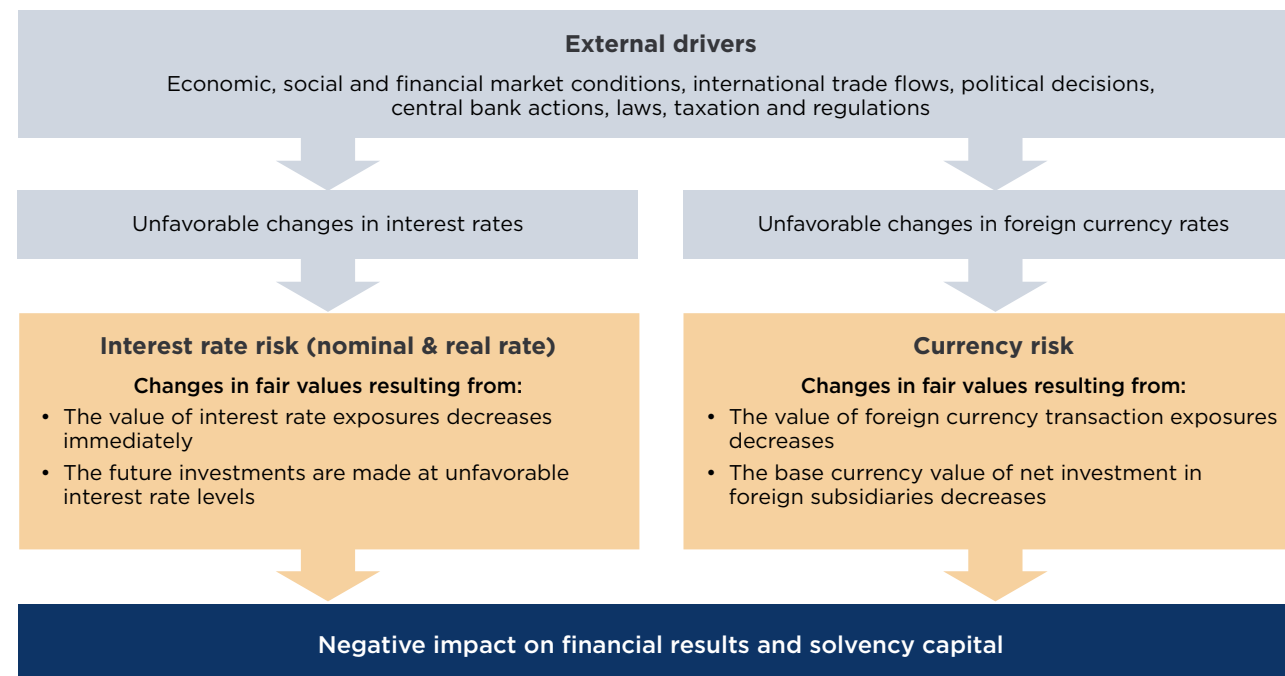 External drivers
Economic, social and financial market conditions, international trade flows, political decisions,
central bank actions, laws, taxation and regulations
Unfavorable changes in interest rates
Unfavorable changes in foreign currency rates
Interest rate risk (nominal & real rate)
Changes in fair values resulting from:
• The value of interest rate exposures decreases
immediately
• The future investments are made at unfavorable
interest rate levels
Currency risk
Changes in fair values resulting from:
• The value of foreign currency transaction exposures
decreases
• The base currency value of net investment in
foreign subsidiaries decreases
Negative impact on financial results and solvency capital